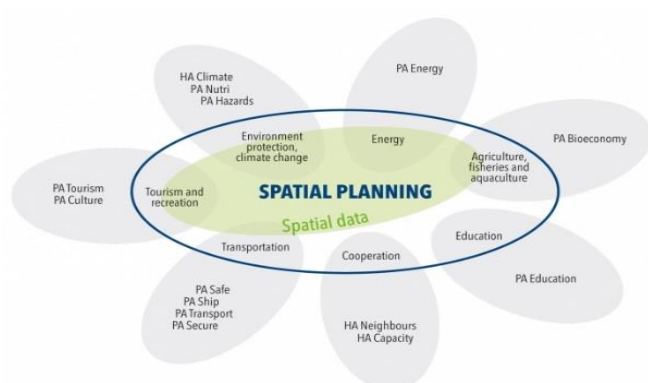 HA Climate
PA Nutri
PA Hazards
PA Energy
Environment
protection,
climate change
Energy
PA Bioeconomy
Agriculture,
fisheries and
aquaculture
PA Tourism
PA Culture
Tourism and
recreation
SPATIAL PLANNING
Spatial data
Transportation
Cooperation
Education
PA Education
PA Safe
PA Ship
PA Transport
PA Secure
HA Neighbours
HA Capacity